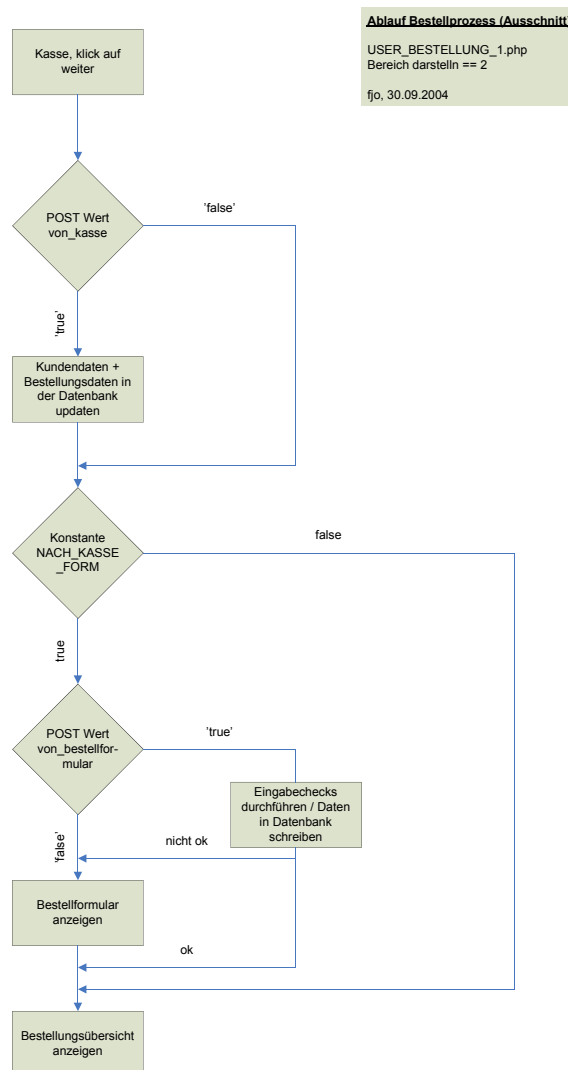 Ablauf Bestellprozess (Ausschnitt)
USER_BESTELLUNG_1.php
Bereich darstelln == 2
fjo, 30.09.2004
Kasse, klick auf
weiter
POST Wert
von_kasse
'false'
'true'
Kundendaten +
Bestellungsdaten in
der Datenbank
updaten
Konstante
NACH_KASSE
_FORM
false
true
POST Wert
von_bestellfor-
mular
'true'
Eingabechecks
durchführen / Daten
in Datenbank
schreiben
nicht ok
'false'
Bestellformular
anzeigen
ok
Bestellungsübersicht
anzeigen